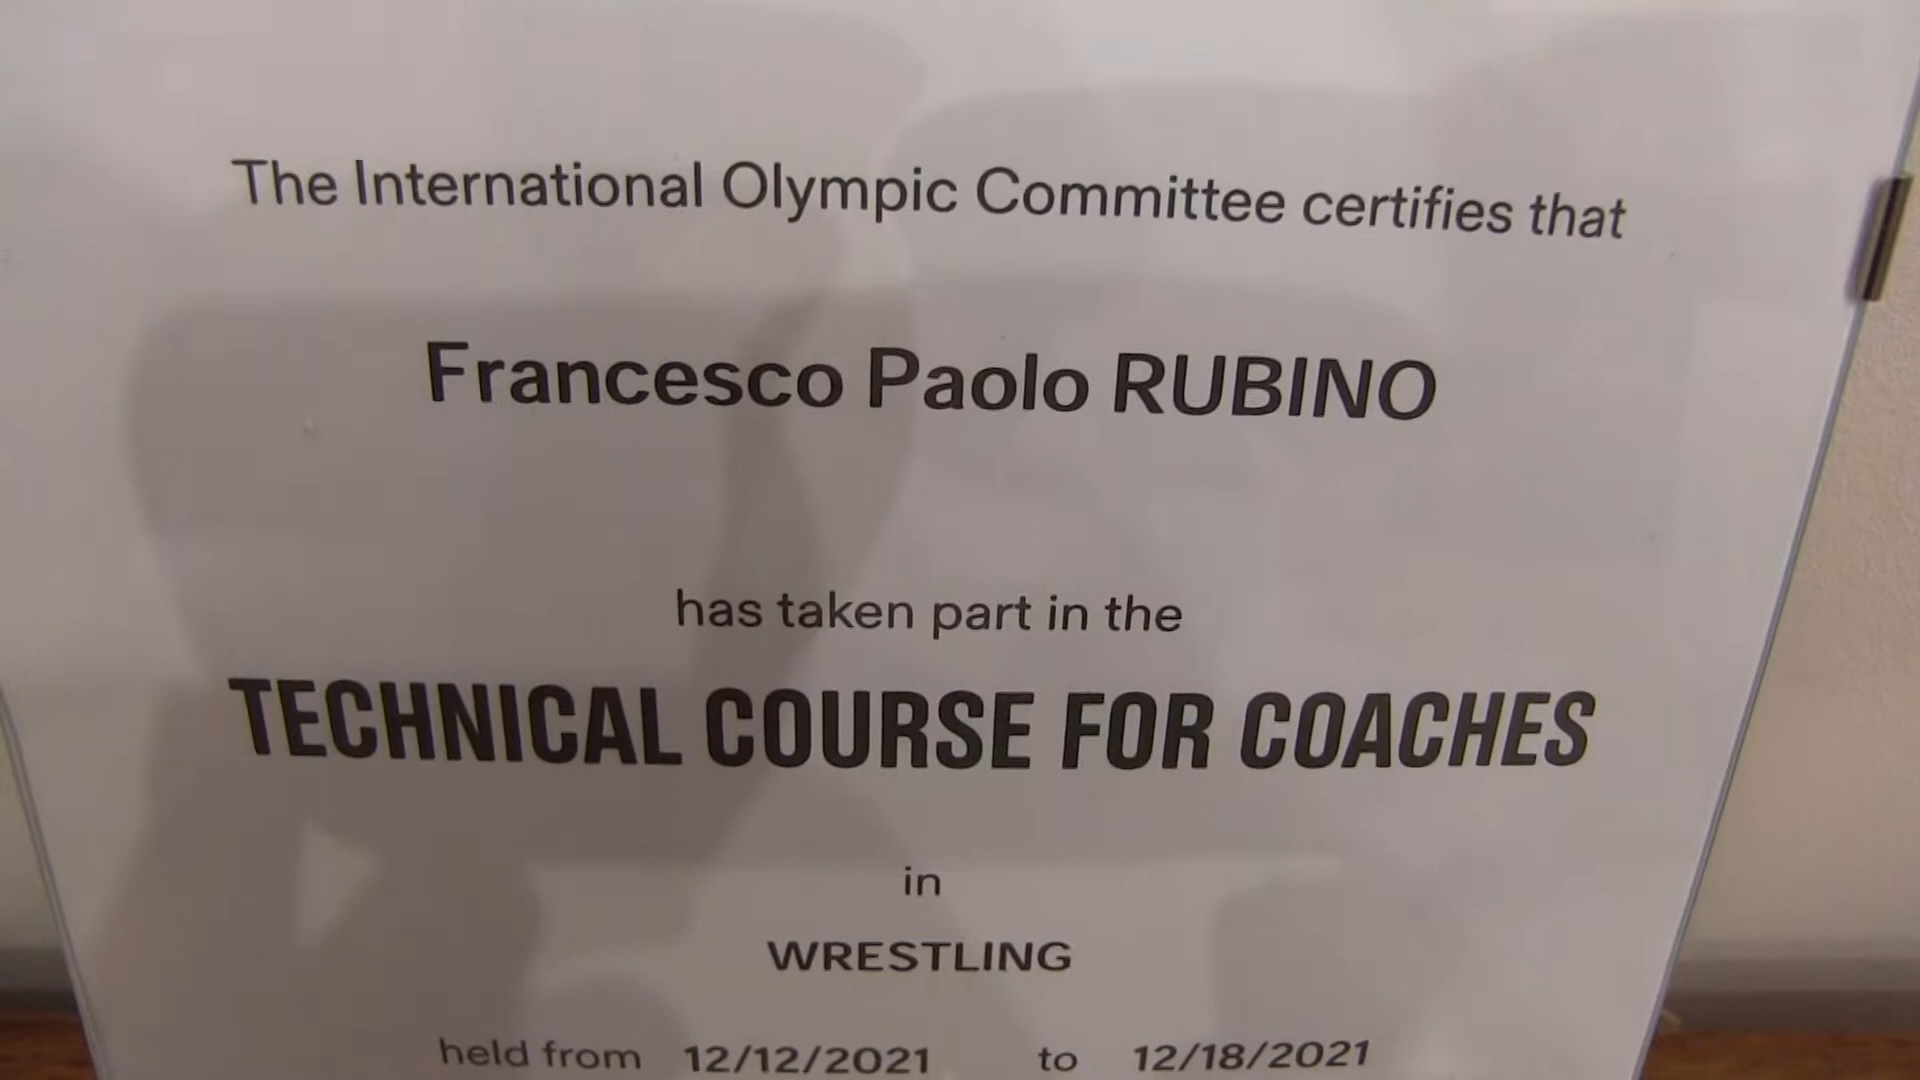 The International Olympic Committee certifies that
Francesco Paolo RUBINO
has taken part in the
TECHNICAL COURSE FOR COACHES
in
WRESTLING
held from 12/12/2021 to 12/18/2021